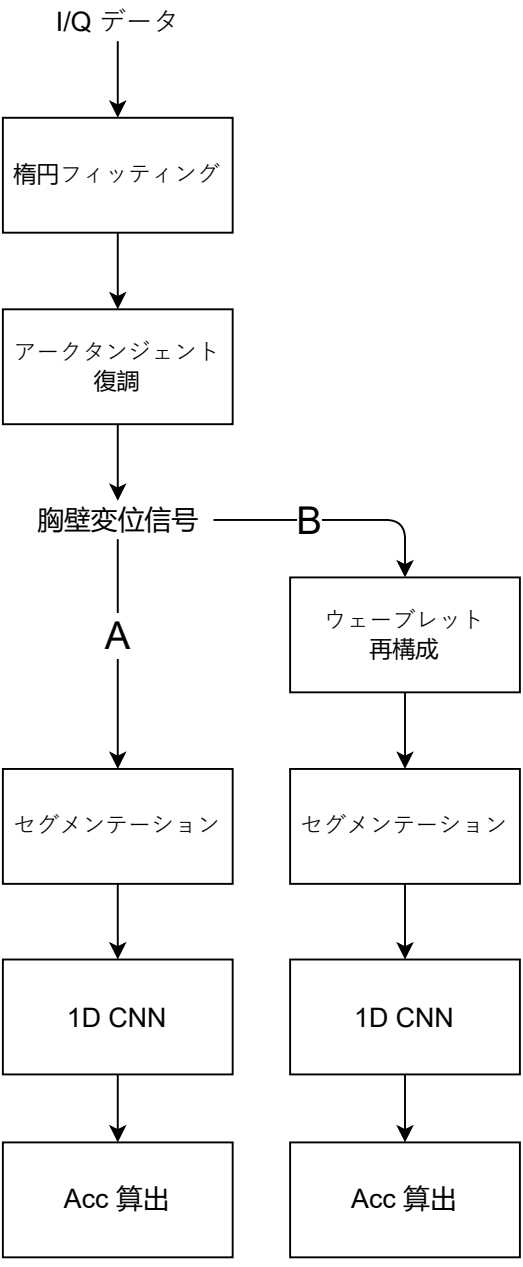 I/Q データ
楕円フィッティング
アークタンジェント
復調
胸壁変位信号
B
A
ウェーブレット
再構成
セグメンテーション
セグメンテーション
1D CNN
1D CNN
Acc 算出
Acc 算出